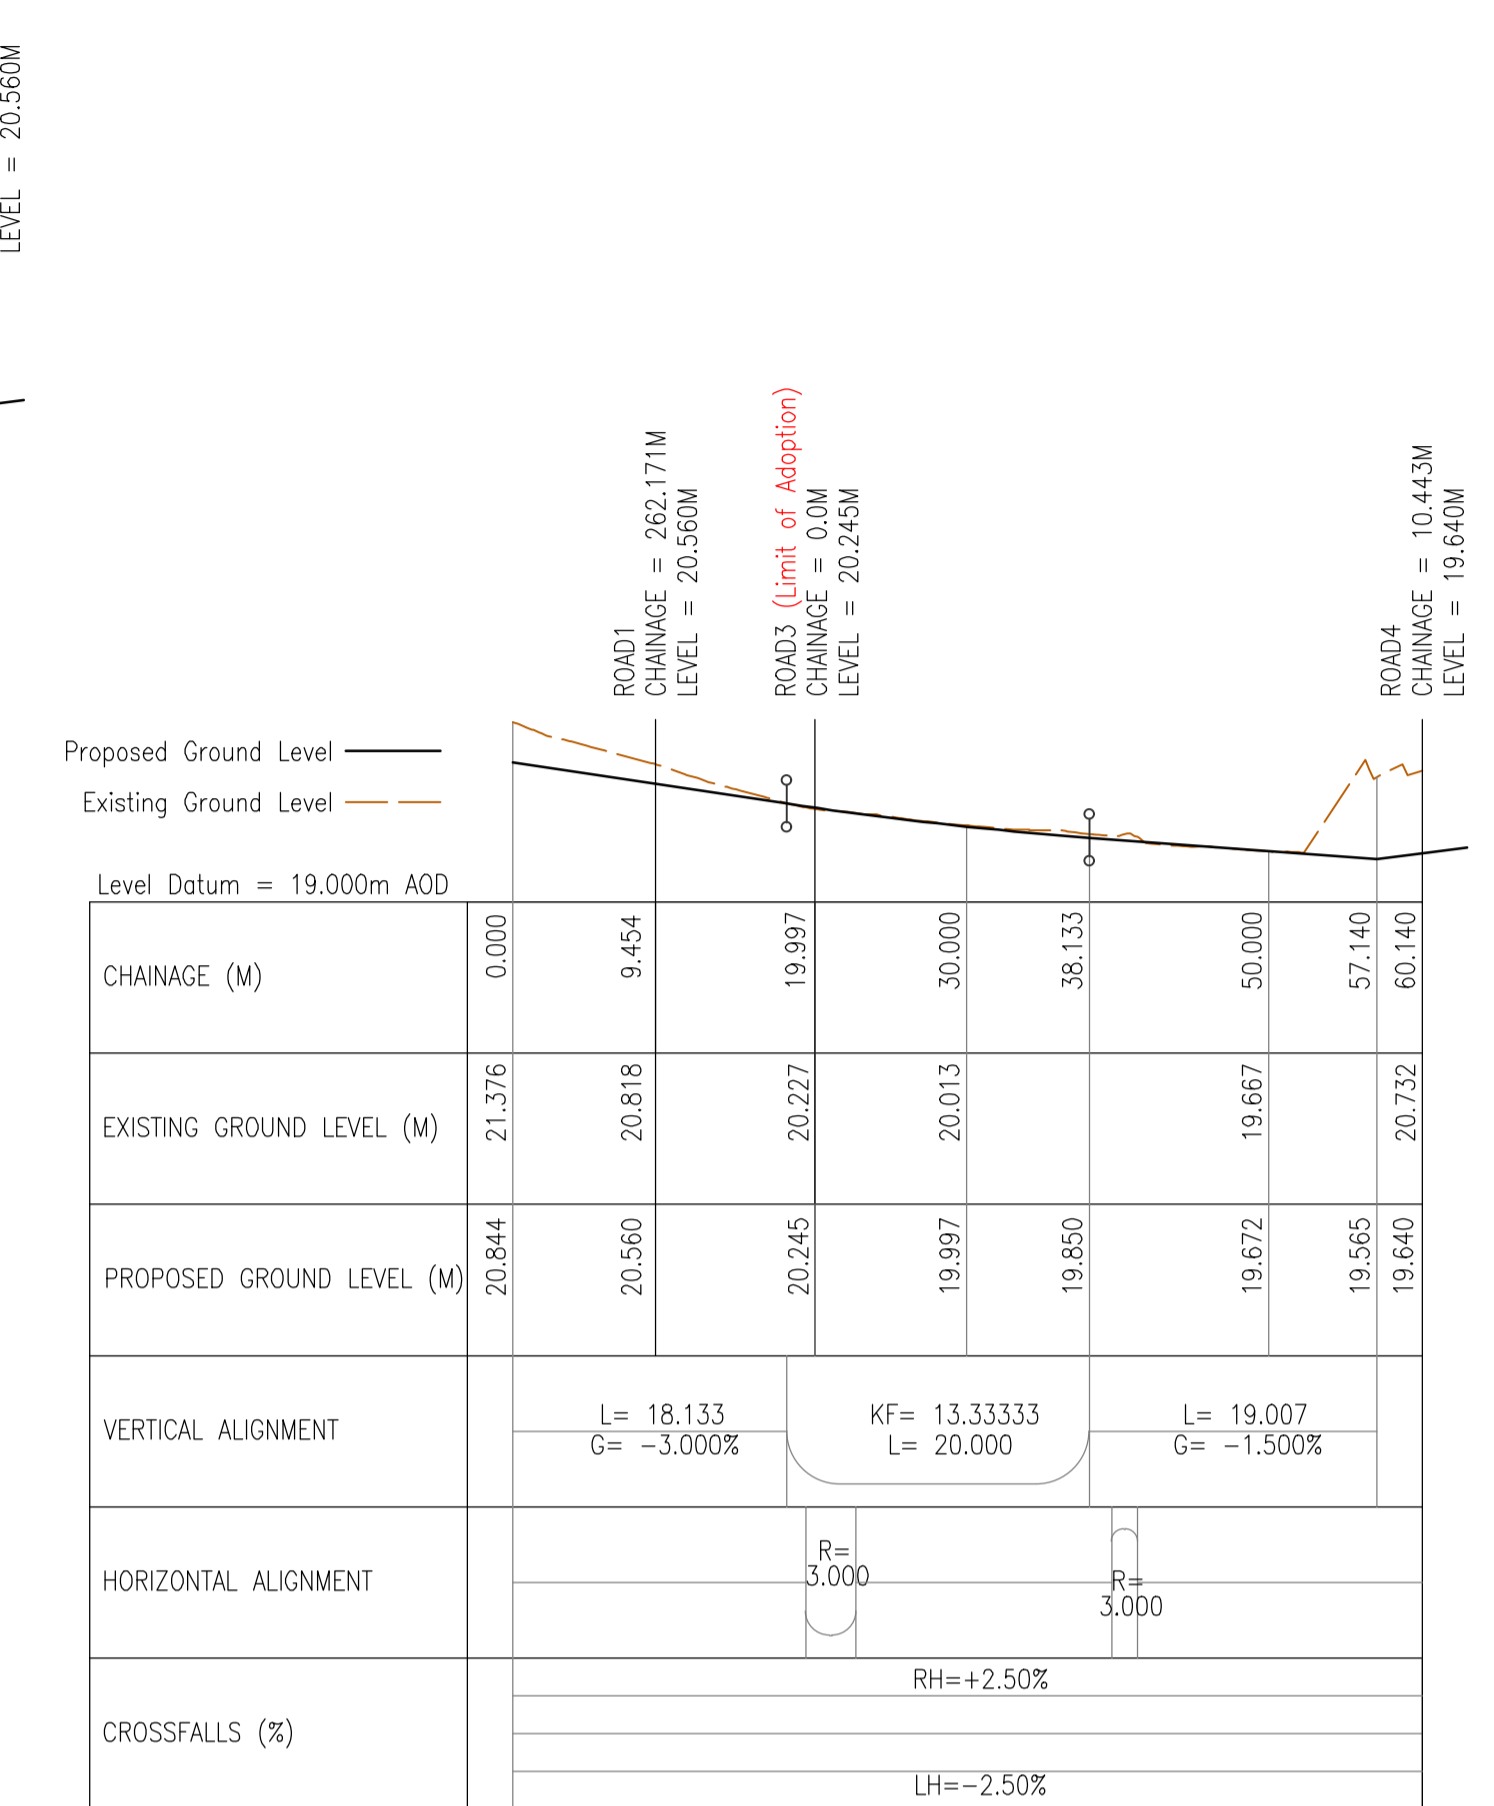 LEVEL = 20.560M
ROAD1
CHAINAGE = 262.171M
LEVEL = 20.560M
ROAD3 (Limit of Adoption)
CHAINAGE = 0.0M
LEVEL = 20.245M
ROAD4
CHAINAGE = 10.443M
LEVEL = 19.640M
Proposed Ground Level
Existing Ground Level
Level Datum = 19.000m AOD
CHAINAGE (M) 0.000 9.454 19.997 30.000 38.133 50.000 57.140 60.140
EXISTING GROUND LEVEL (M) 21.376 20.818 20.227 20.013 19.667 20.732
PROPOSED GROUND LEVEL (M) 20.844 20.560 20.245 19.997 19.850 19.672 19.565 19.640
VERTICAL ALIGNMENT
L= 18.133
G= -3.000%
KF= 13.33333
L= 20.000
L= 19.007
G= -1.500%
HORIZONTAL ALIGNMENT
R=
3.000
R=
3.000
CROSSFALLS (%)
RH=+2.50%
LH=-2.50%